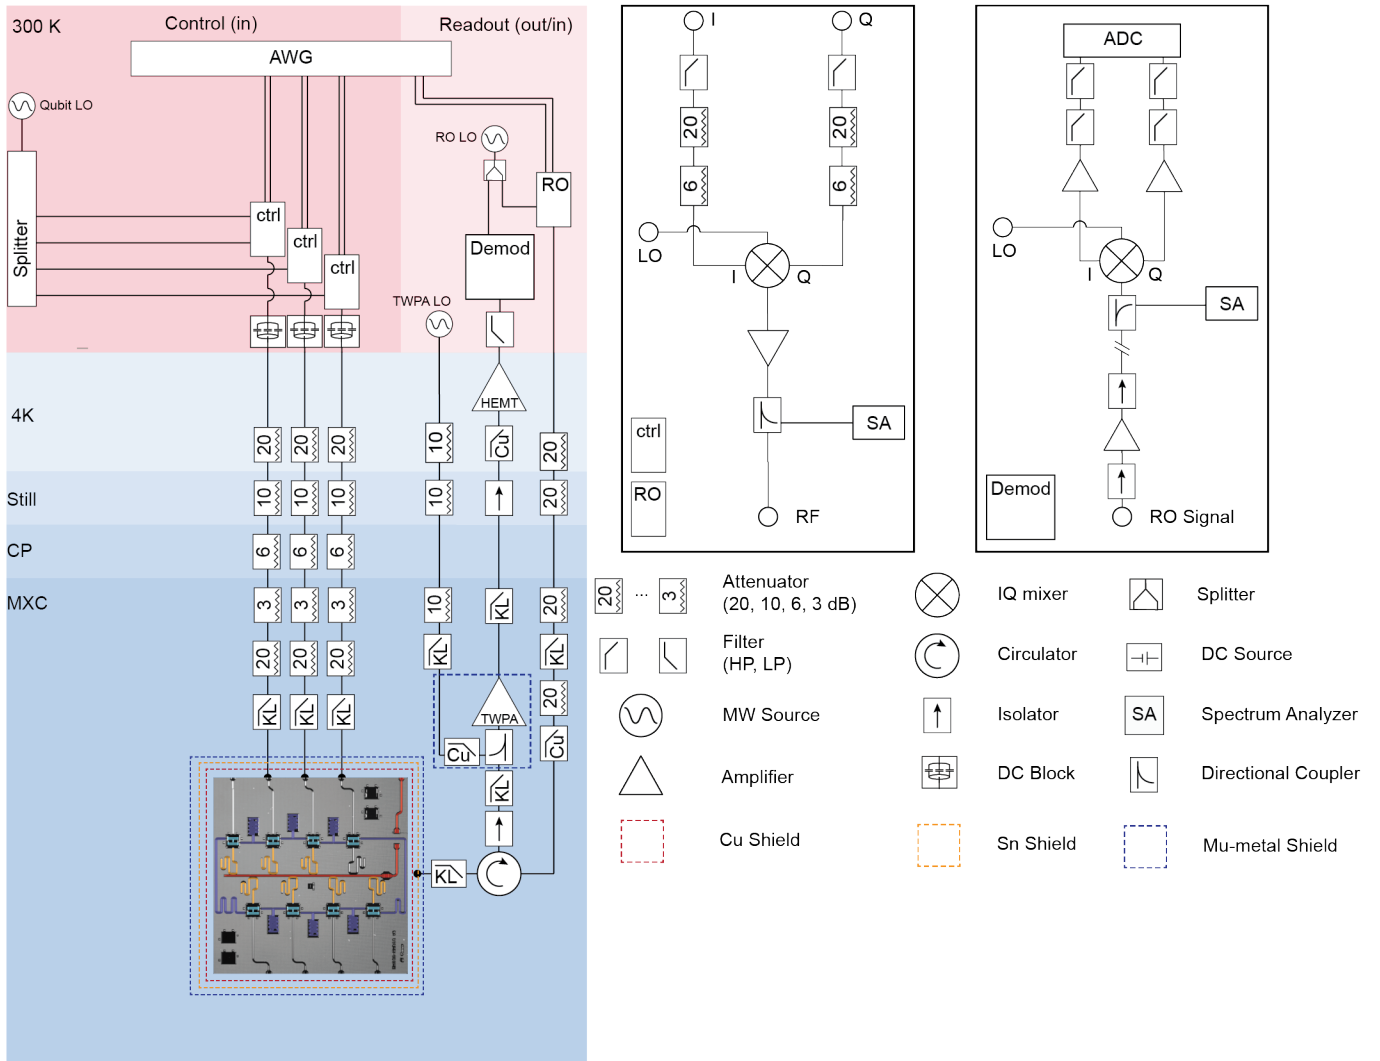 300 K
Control (in)
Readout (out/in)
AWG
Qubit LO
RO LO
RO
ctrl
ctrl
ctrl
Splitter
Demod
TWPA LO
4K
HEMT
20
20
20
10
Cu
20
Still
10
10
10
10
20
CP
6
6
6
MXC
3
3
3
10
KL
20
20
20
20
KL
KL
KL
KL
KL
20
TWPA
Cu
Cu
KL
KL
I
Q
20
20
6
6
LO
I
Q
SA
ctrl
RO
RF
ADC
LO
I
Q
SA
Demod
RO Signal
20 ... 3
Attenuator
(20, 10, 6, 3 dB)
IQ mixer
Splitter
Filter
(HP, LP)
Circulator
DC Source
MW Source
Isolator
SA
Spectrum Analyzer
Amplifier
DC Block
Directional Coupler
Cu Shield
Sn Shield
Mu-metal Shield